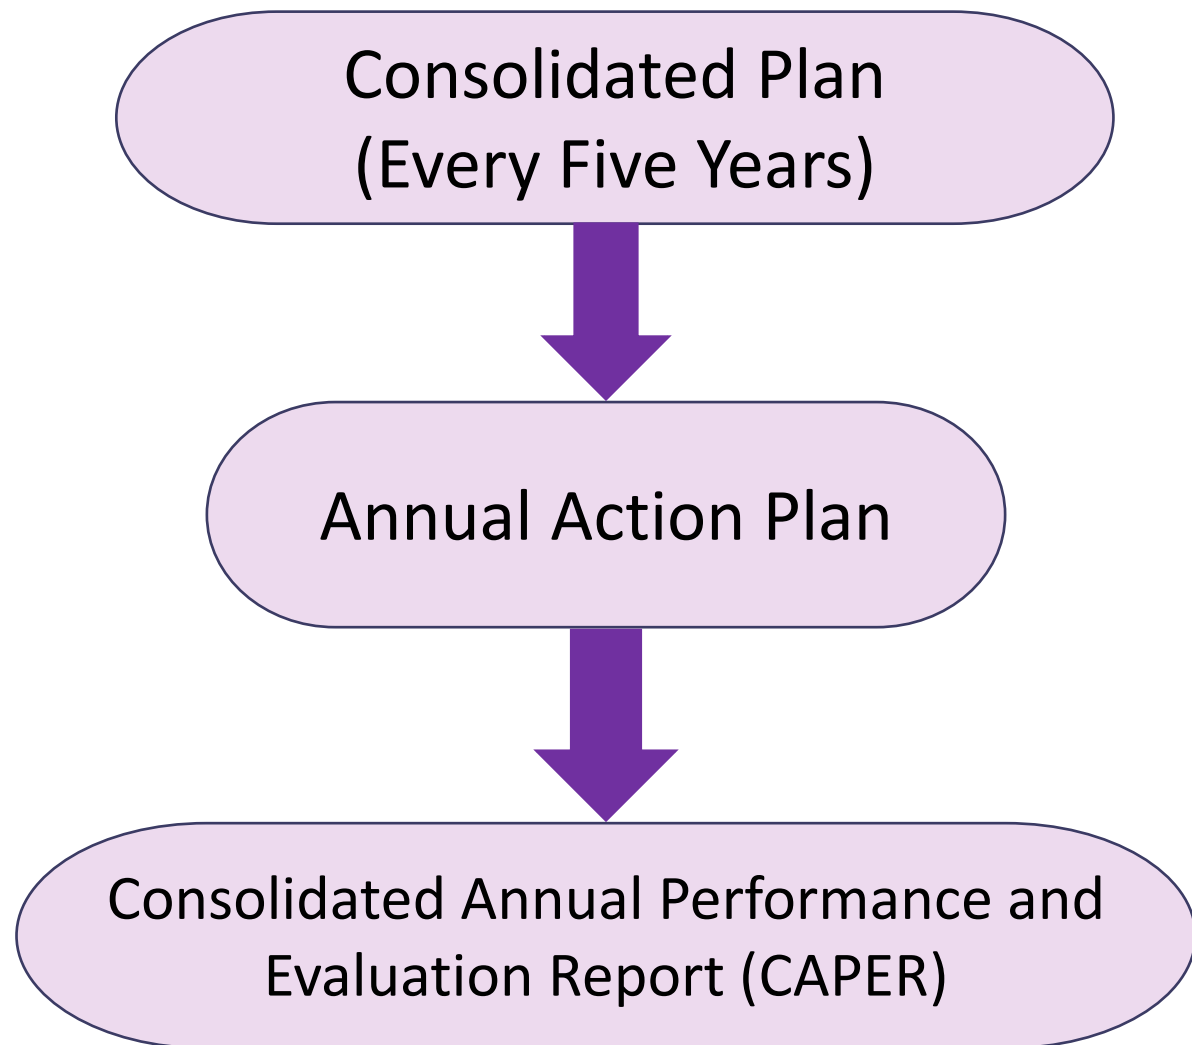 Consolidated Plan
(Every Five Years)
Annual Action Plan
Consolidated Annual Performance and
Evaluation Report (CAPER)